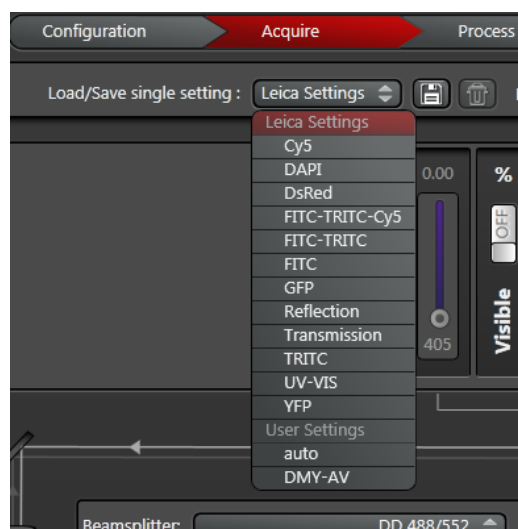 Configuration
Acquire
Process
Load/Save single setting :
Leica Settings
Leica Settings
Cy5
DAPI
DsRed
FITC-TRITC-Cy5
FITC-TRITC
FITC
GFP
Reflection
Transmission
TRITC
UV-VIS
YFP
User Settings
auto
DMY-AV
0.00
405
%
OFF
Visible
Beamsplitter:
DD 488/552